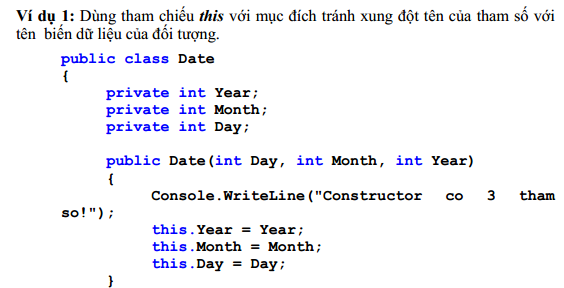 Ví dụ 1: Dùng tham chiếu this với mục đích tránh xung đột tên của tham số với
tên biến dữ liệu của đối tượng.
public class Date
{
private int Year;
private int Month;
private int Day;
public Date(int Day, int Month, int Year)
{
Console.WriteLine("Constructor co 3 tham
so!");
this.Year = Year;
this.Month = Month;
this.Day = Day;
}